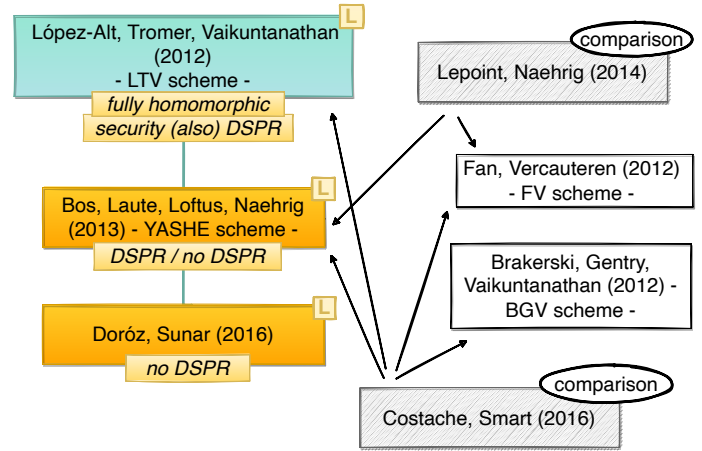 L
López-Alt, Tromer, Vaikuntanathan
(2012)
- LTV scheme -
fully homomorphic
security (also) DSPR
L
Bos, Laute, Loftus, Naehrig
(2013) - YASHE scheme -
DSPR / no DSPR
L
Doröz, Sunar (2016)
no DSPR
comparison
Lepoint, Naehrig (2014)
Fan, Vercauteren (2012)
- FV scheme -
Brakerski, Gentry,
Vaikuntanathan (2012) -
BGV scheme -
comparison
Costache, Smart (2016)